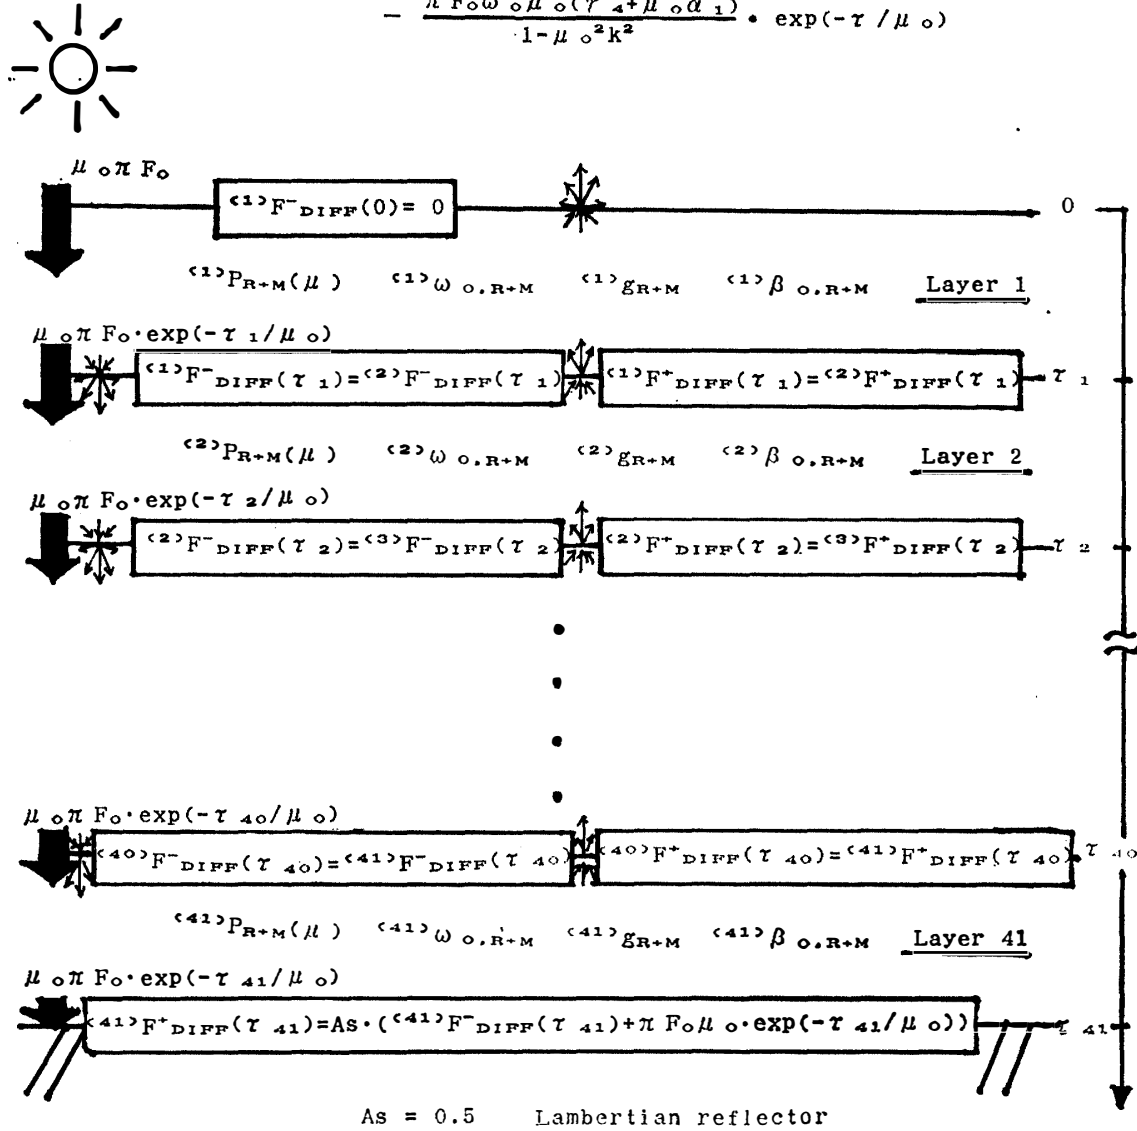 − π F₀ω₀μ₀(γ₄+μ₀α₁) / 1-μ₀²k² • exp(-τ/μ₀)
μ₀π F₀
⁽¹⁾F⁻DIFF(0)= 0
0
⁽¹⁾P_R+M(μ) ⁽¹⁾ω₀.R+M ⁽¹⁾g_R+M ⁽¹⁾β₀.R+M Layer 1
μ₀π F₀·exp(-τ₁/μ₀)
⁽¹⁾F⁻DIFF(τ₁)=⁽²⁾F⁻DIFF(τ₁) ⁽¹⁾F⁺DIFF(τ₁)=⁽²⁾F⁺DIFF(τ₁) τ₁
⁽²⁾P_R+M(μ) ⁽²⁾ω₀.R+M ⁽²⁾g_R+M ⁽²⁾β₀.R+M Layer 2
μ₀π F₀·exp(-τ₂/μ₀)
⁽²⁾F⁻DIFF(τ₂)=⁽³⁾F⁻DIFF(τ₂) ⁽²⁾F⁺DIFF(τ₂)=⁽³⁾F⁺DIFF(τ₂) τ₂
μ₀π F₀·exp(-τ₄₀/μ₀)
⁽⁴⁰⁾F⁻DIFF(τ₄₀)=⁽⁴¹⁾F⁻DIFF(τ₄₀) ⁽⁴⁰⁾F⁺DIFF(τ₄₀)=⁽⁴¹⁾F⁺DIFF(τ₄₀) τ₄₀
⁽⁴¹⁾P_R+M(μ) ⁽⁴¹⁾ω₀.R+M ⁽⁴¹⁾g_R+M ⁽⁴¹⁾β₀.R+M Layer 41
μ₀π F₀·exp(-τ₄₁/μ₀)
⁽⁴¹⁾F⁺DIFF(τ₄₁)=As·(⁽⁴¹⁾F⁻DIFF(τ₄₁)+π F₀μ₀·exp(-τ₄₁/μ₀)) τ₄₁
As = 0.5 Lambertian reflector